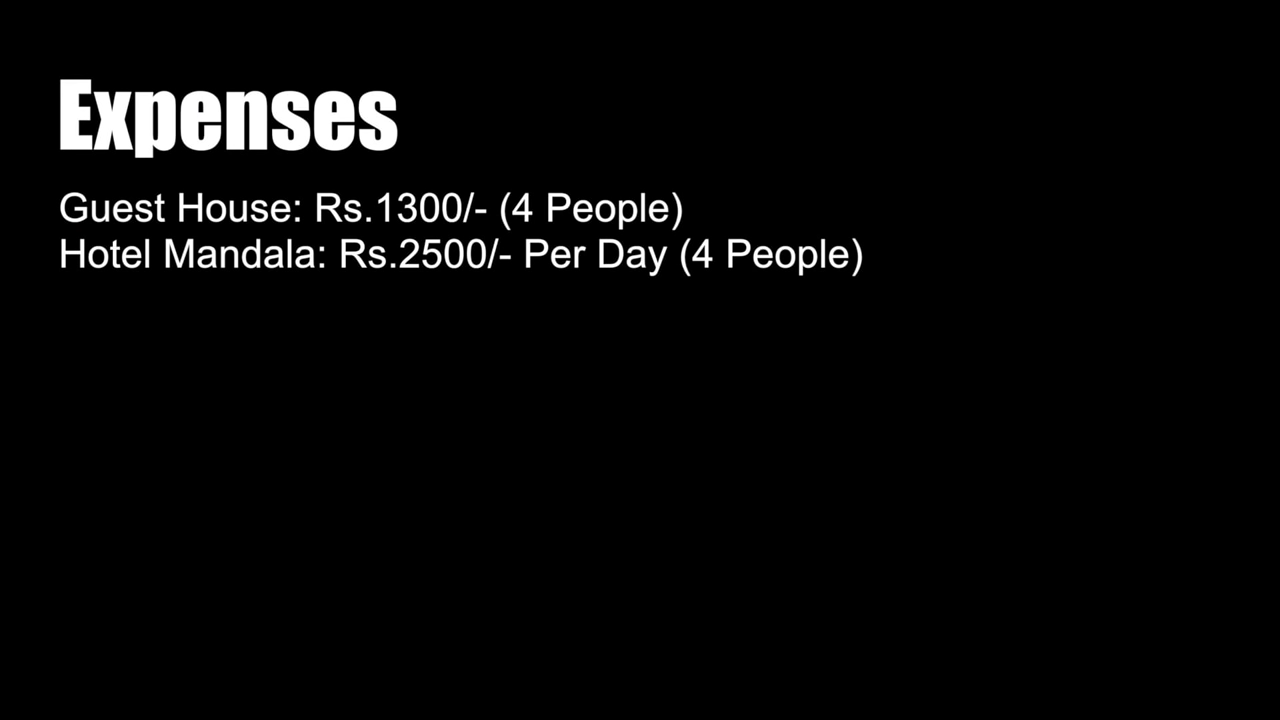 Expenses
Guest House: Rs.1300/- (4 People)
Hotel Mandala: Rs.2500/- Per Day (4 People)